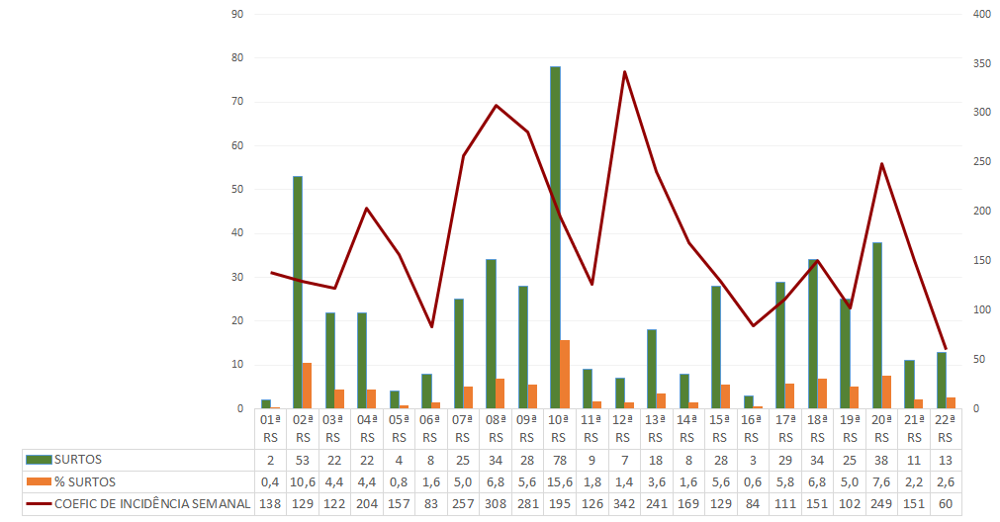 90 400
80 350
70 300
60 250
50 200
40 150
30 100
20 50
10 0
0
01ª RS 02ª RS 03ª RS 04ª RS 05ª RS 06ª RS 07ª RS 08ª RS 09ª RS 10ª RS 11ª RS 12ª RS 13ª RS 14ª RS 15ª RS 16ª RS 17ª RS 18ª RS 19ª RS 20ª RS 21ª RS 22ª RS
SURTOS 2 53 22 22 4 8 25 34 28 78 9 7 18 8 28 3 29 34 25 38 11 13
% SURTOS 0,4 10,6 4,4 4,4 0,8 1,6 5,0 6,8 5,6 15,6 1,8 1,4 3,6 1,6 5,6 0,6 5,8 6,8 5,0 7,6 2,2 2,6
COEFIC DE INCIDÊNCIA SEMANAL 138 129 122 204 157 83 257 308 281 195 126 342 241 169 129 84 111 151 102 249 151 60